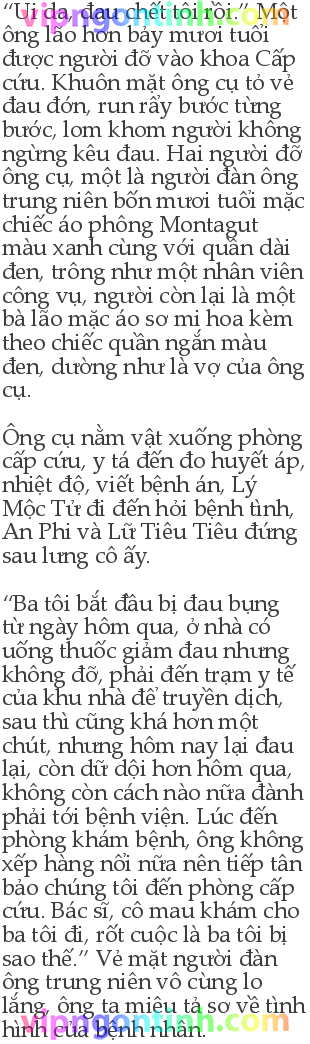 “Ui da, đau chết tôi rồi.” Một
ông lão hơn bảy mươi tuổi
được người đỡ vào khoa Cấp
cứu. Khuôn mặt ông cụ tỏ vẻ
đau đớn, run rẩy bước từng
bước, lom khom người không
ngừng kêu đau. Hai người đỡ
ông cụ, một là người đàn ông
trung niên bốn mươi tuổi mặc
chiếc áo phông Montagut
màu xanh cùng với quần dài
đen, trông như một nhân viên
công vụ, người còn lại là một
bà lão mặc áo sơ mi hoa kèm
theo chiếc quần ngắn màu
đen, dường như là vợ của ông
cụ.
Ông cụ nằm vật xuống phòng
cấp cứu, y tá đến đo huyết áp,
nhiệt độ, viết bệnh án, Lý
Mộc Tử đi đến hỏi bệnh tình,
An Phi và Lữ Tiêu Tiêu đứng
sau lưng cô ấy.
“Ba tôi bắt đầu bị đau bụng
từ ngày hôm qua, ở nhà có
uống thuốc giảm đau nhưng
không đỡ, phải đến trạm y tế
của khu nhà để truyền dịch,
sau thì cũng khá hơn một
chút, nhưng hôm nay lại đau
lại, còn dữ dội hơn hôm qua,
không còn cách nào nữa đành
phải tới bệnh viện. Lúc đến
phòng khám bệnh, ông không
xếp hàng nổi nữa nên tiếp tân
bảo chúng tôi đến phòng cấp
cứu. Bác sĩ, cô mau khám cho
ba tôi đi, rốt cuộc là ba tôi bị
sao thế.” Vẻ mặt người đàn
ông trung niên vô cùng lo
lắng, ông ta miêu tả sơ về tình
hình của bệnh nhân.
vipngontinh.com
vipngontinh.com